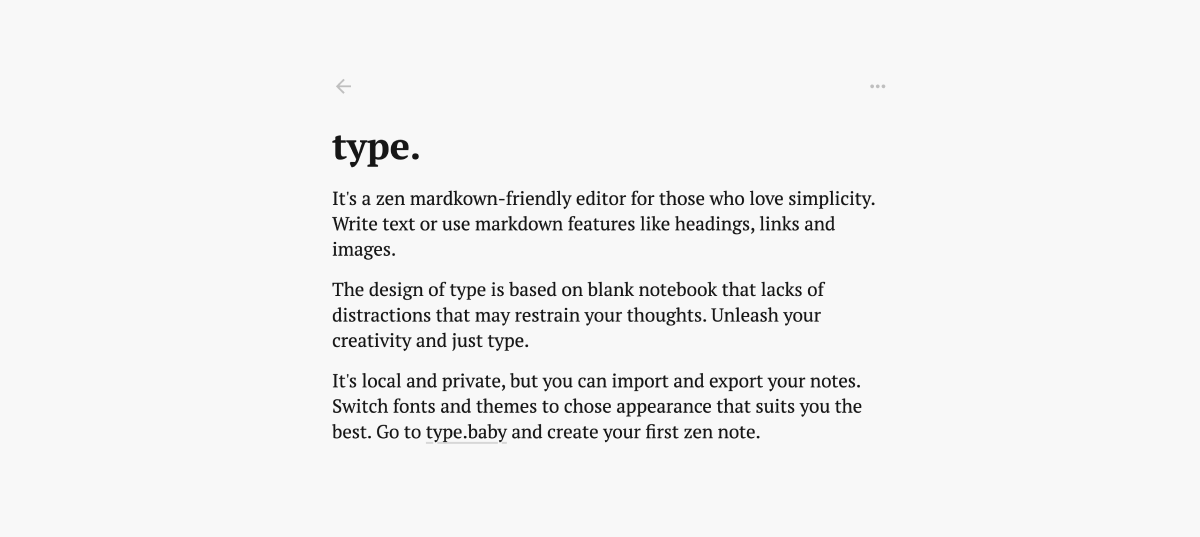 type.
It's a zen mardkown-friendly editor for those who love simplicity.
Write text or use markdown features like headings, links and
images.
The design of type is based on blank notebook that lacks of
distractions that may restrain your thoughts. Unleash your
creativity and just type.
It's local and private, but you can import and export your notes.
Switch fonts and themes to chose appearance that suits you the
best. Go to type.baby and create your first zen note.